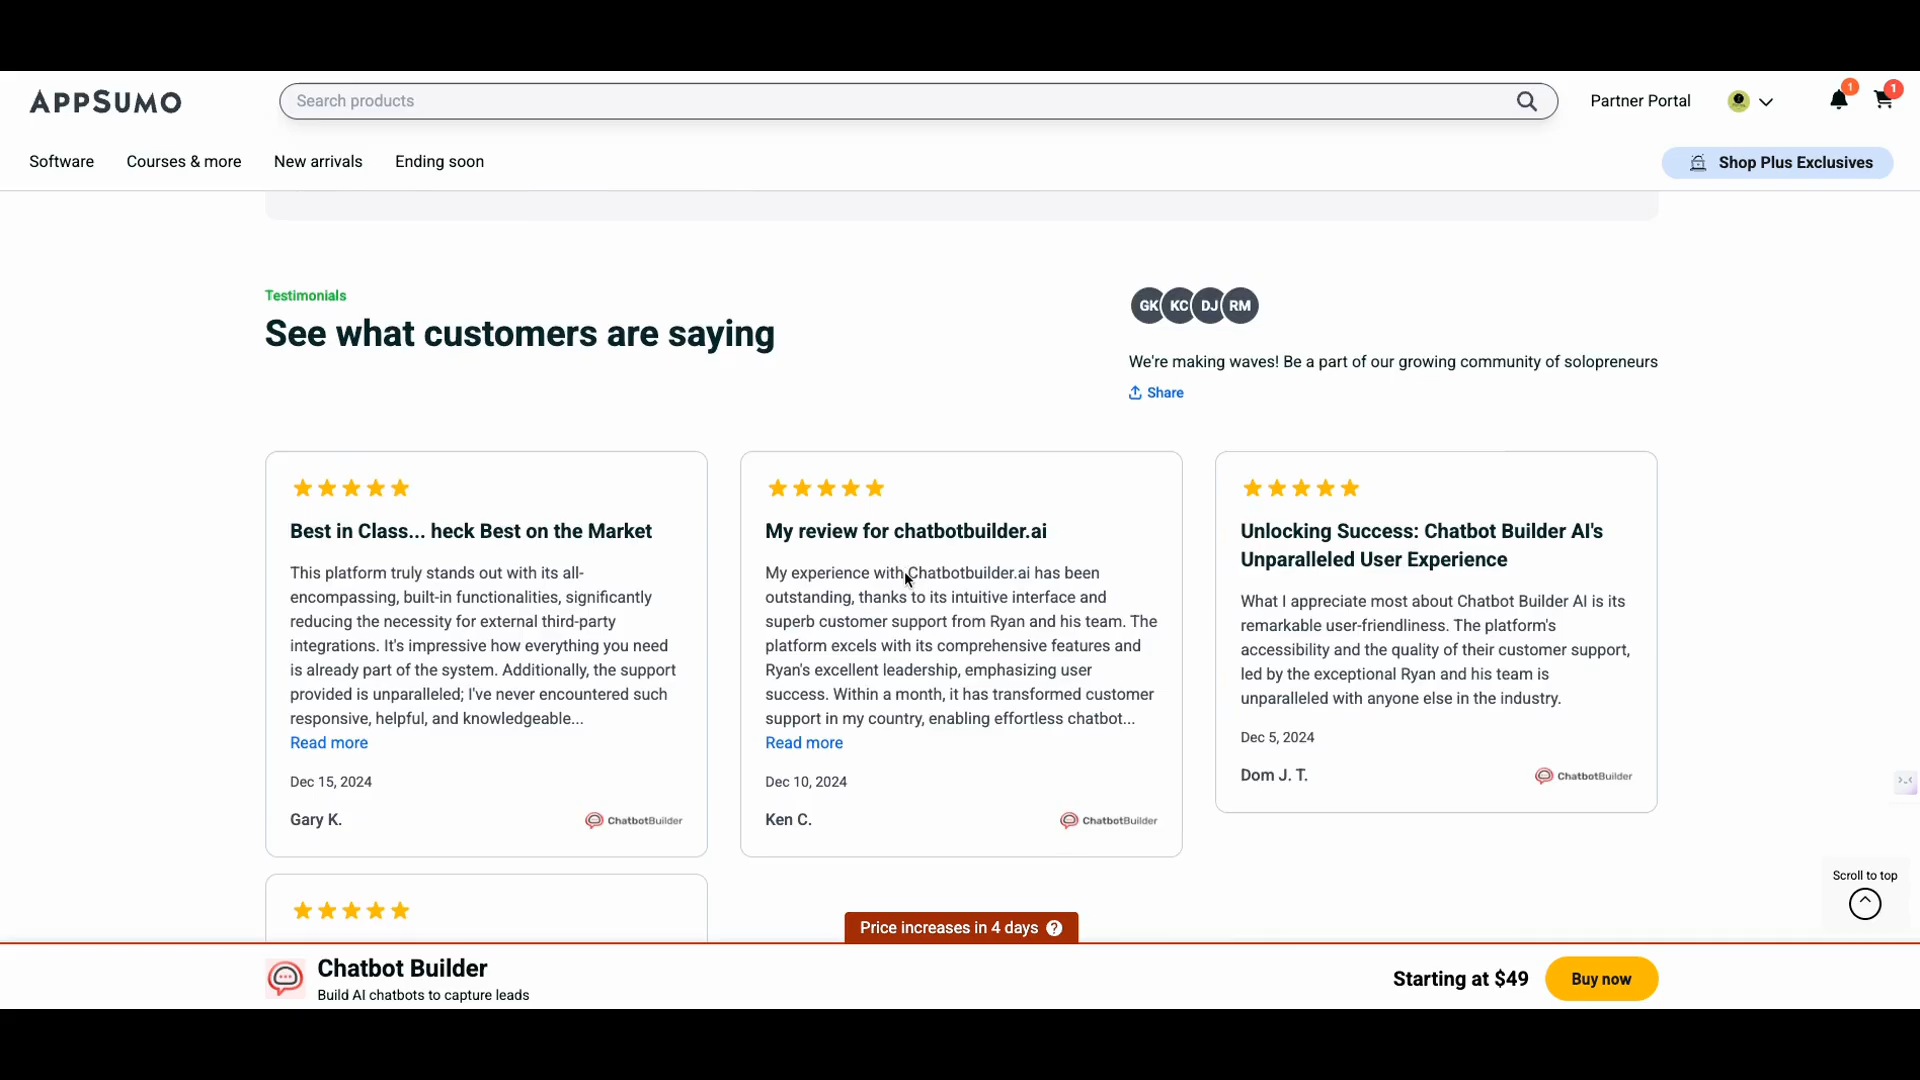 APPSUMO
Search products
Partner Portal
1
1
Software
Courses & more
New arrivals
Ending soon
Shop Plus Exclusives
Testimonials
See what customers are saying
GK
KC
DJ
RM
We're making waves! Be a part of our growing community of solopreneurs
Share
Best in Class... heck Best on the Market
This platform truly stands out with its all-
encompassing, built-in functionalities, significantly
reducing the necessity for external third-party
integrations. It's impressive how everything you need
is already part of the system. Additionally, the support
provided is unparalleled; I've never encountered such
responsive, helpful, and knowledgeable...
Read more
Dec 15, 2024
Gary K.
ChatbotBuilder
My review for chatbotbuilder.ai
My experience with Chatbotbuilder.ai has been
outstanding, thanks to its intuitive interface and
superb customer support from Ryan and his team. The
platform excels with its comprehensive features and
Ryan's excellent leadership, emphasizing user
success. Within a month, it has transformed customer
support in my country, enabling effortless chatbot...
Read more
Dec 10, 2024
Ken C.
ChatbotBuilder
Unlocking Success: Chatbot Builder AI's
Unparalleled User Experience
What I appreciate most about Chatbot Builder AI is its
remarkable user-friendliness. The platform's
accessibility and the quality of their customer support,
led by the exceptional Ryan and his team is
unparalleled with anyone else in the industry.
Dec 5, 2024
Dom J. T.
ChatbotBuilder
Scroll to top
Price increases in 4 days ?
Chatbot Builder
Build AI chatbots to capture leads
Starting at $49
Buy now